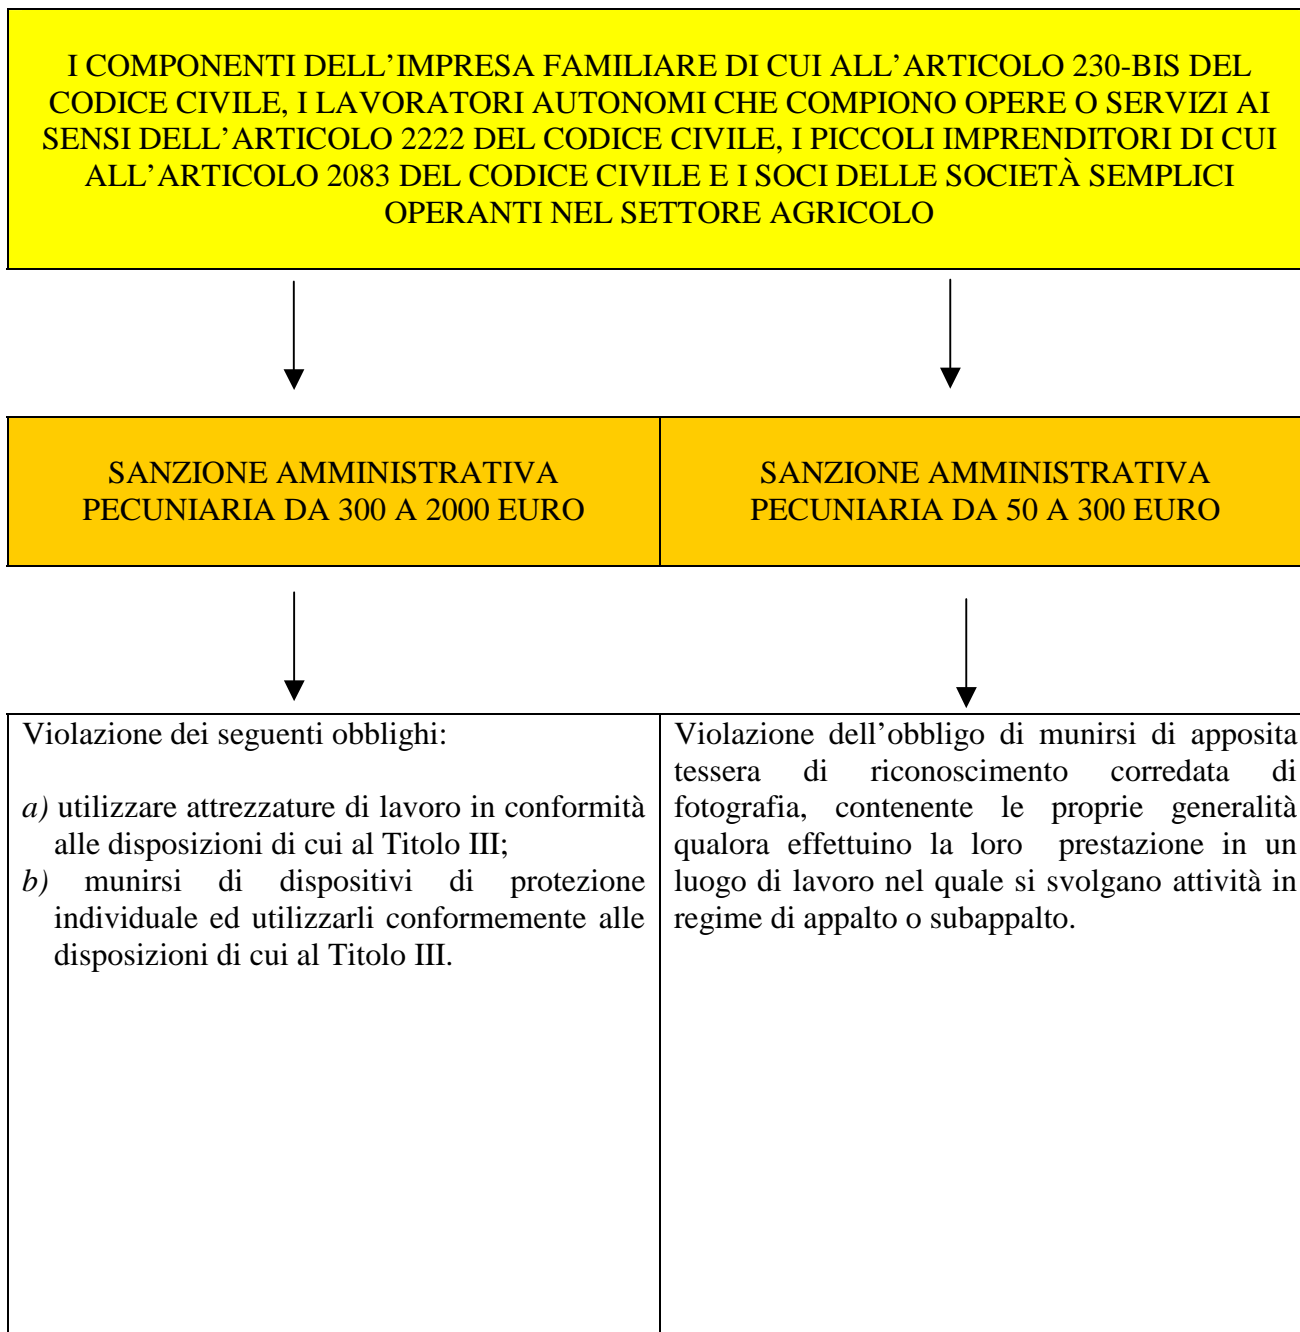 I COMPONENTI DELL’IMPRESA FAMILIARE DI CUI ALL’ARTICOLO 230-BIS DEL
CODICE CIVILE, I LAVORATORI AUTONOMI CHE COMPIONO OPERE O SERVIZI AI
SENSI DELL’ARTICOLO 2222 DEL CODICE CIVILE, I PICCOLI IMPRENDITORI DI CUI
ALL’ARTICOLO 2083 DEL CODICE CIVILE E I SOCI DELLE SOCIETÀ SEMPLICI
OPERANTI NEL SETTORE AGRICOLO
SANZIONE AMMINISTRATIVA
PECUNIARIA DA 300 A 2000 EURO
SANZIONE AMMINISTRATIVA
PECUNIARIA DA 50 A 300 EURO
Violazione dei seguenti obblighi:
a) utilizzare attrezzature di lavoro in conformità
alle disposizioni di cui al Titolo III;
b) munirsi di dispositivi di protezione
individuale ed utilizzarli conformemente alle
disposizioni di cui al Titolo III.
Violazione dell’obbligo di munirsi di apposita
tessera di riconoscimento corredata di
fotografia, contenente le proprie generalità
qualora effettuino la loro prestazione in un
luogo di lavoro nel quale si svolgano attività in
regime di appalto o subappalto.